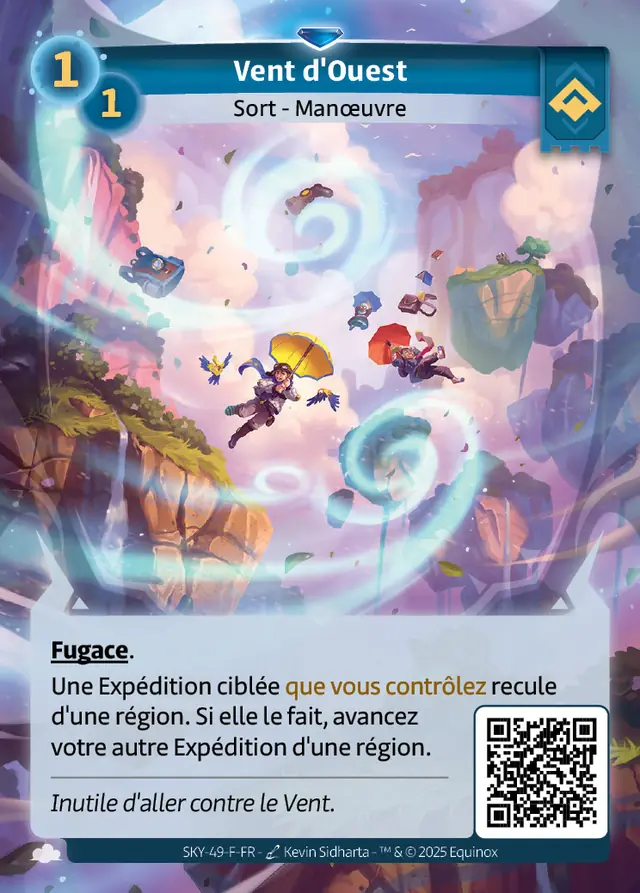 1
Vent d'Ouest
1
Sort - Manœuvre
Fugace.
Une Expédition ciblée que vous contrôlez recule
d'une région. Si elle le fait, avancez
votre autre Expédition d'une région.
Inutile d'aller contre le Vent.
SKY-49-F-FR - Kevin Sidharta - ™ & © 2025 Equinox